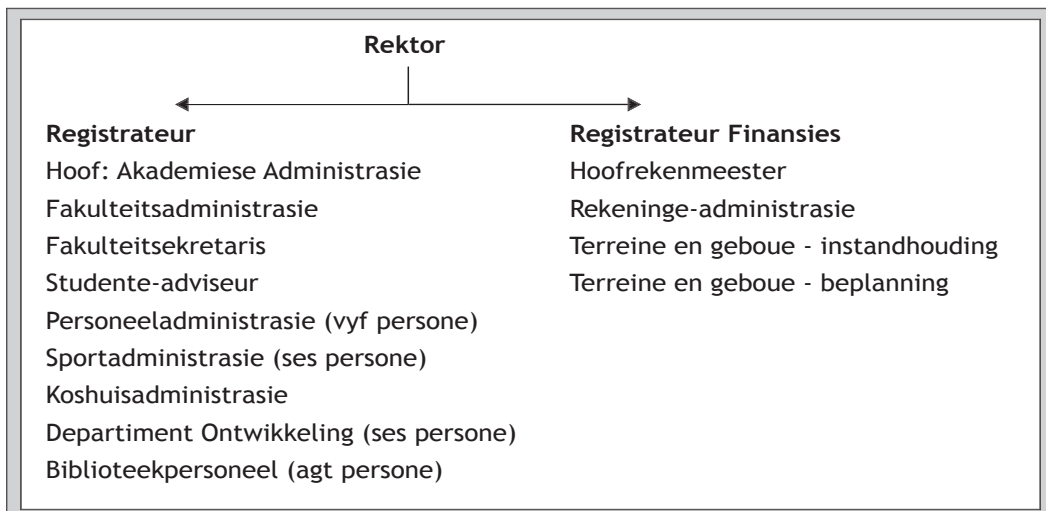 Rektor
Registrateur
Hoof: Akademiese Administrasie
Fakulteitsadministrasie
Fakulteitsekretaris
Studente-adviseur
Personeeladministrasie (vyf persone)
Sportadministrasie (ses persone)
Koshuisadministrasie
Departiment Ontwikkeling (ses persone)
Biblioteekpersoneel (agt persone)
Registrateur Finansies
Hoofrekenmeester
Rekeninge-administrasie
Terreine en geboue - instandhouding
Terreine en geboue - beplanning